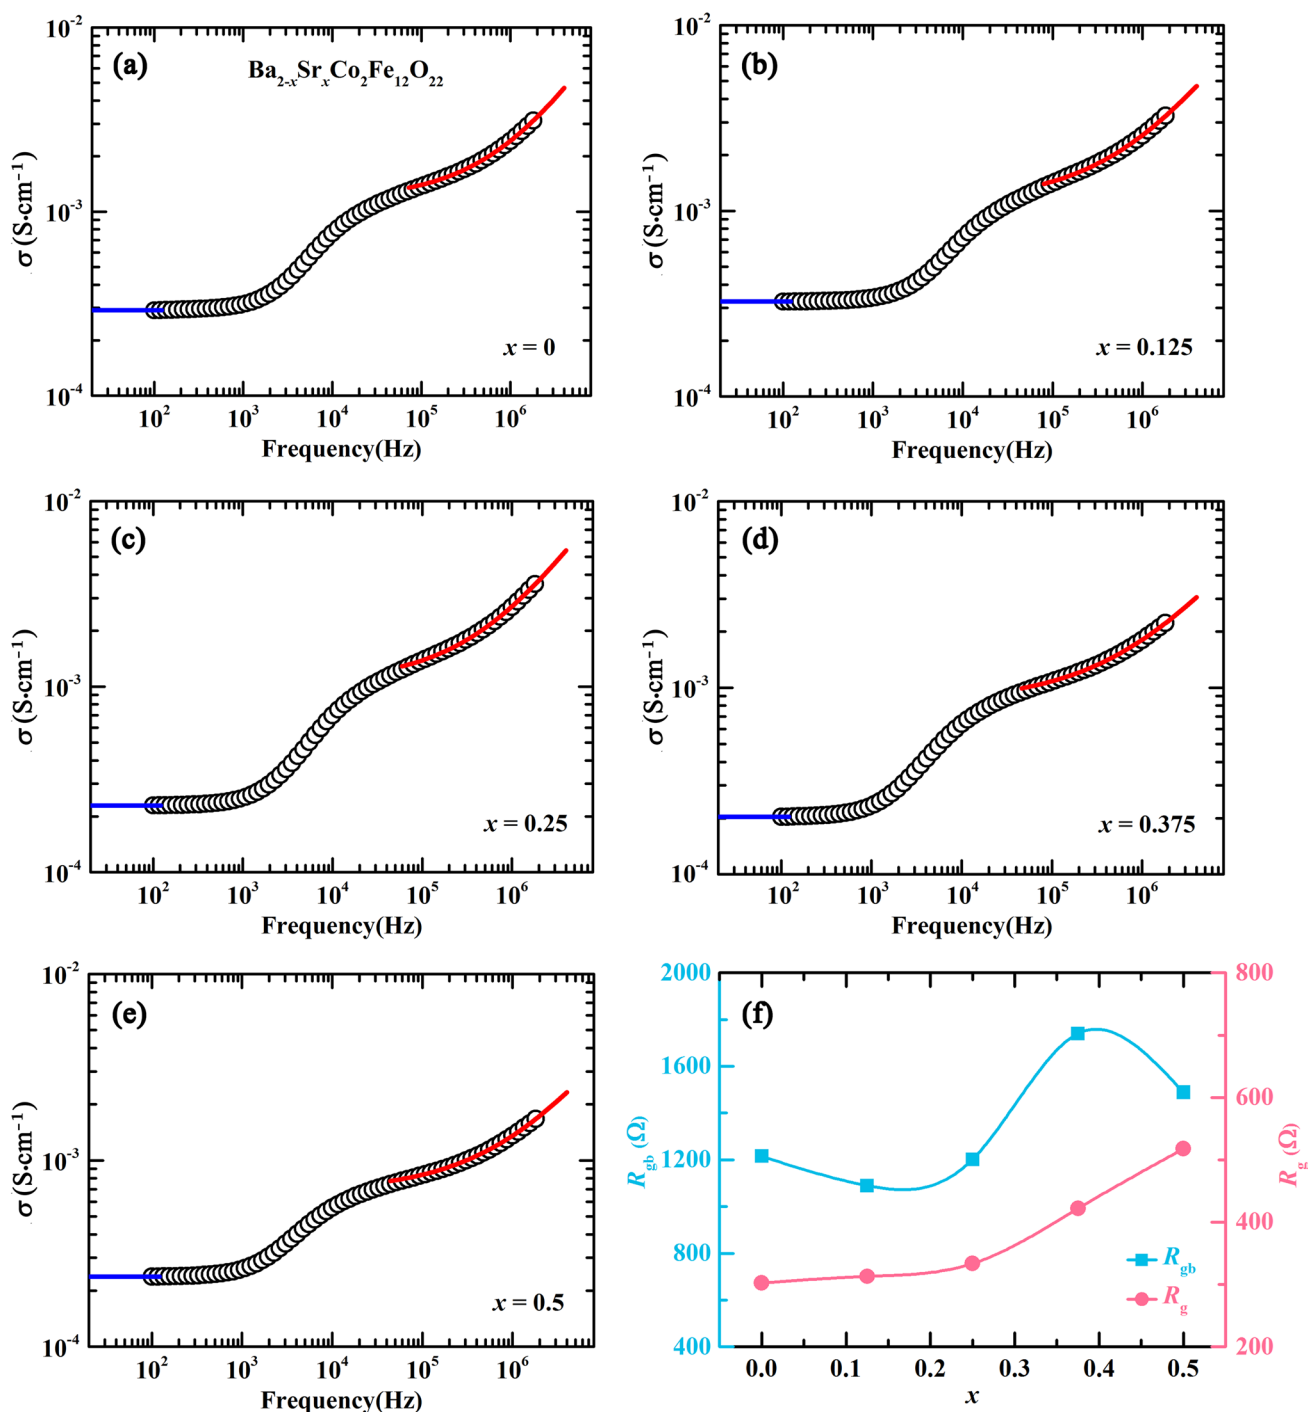 (a) Ba₂₋ₓSrₓCo₂Fe₁₂O₂₂
10⁻²
10⁻³
10⁻⁴
σ (S·cm⁻¹)
x = 0
10² 10³ 10⁴ 10⁵ 10⁶
Frequency(Hz)
(b)
10⁻²
10⁻³
10⁻⁴
σ (S·cm⁻¹)
x = 0.125
10² 10³ 10⁴ 10⁵ 10⁶
Frequency(Hz)
(c)
10⁻²
10⁻³
10⁻⁴
σ (S·cm⁻¹)
x = 0.25
10² 10³ 10⁴ 10⁵ 10⁶
Frequency(Hz)
(d)
10⁻²
10⁻³
10⁻⁴
σ (S·cm⁻¹)
x = 0.375
10² 10³ 10⁴ 10⁵ 10⁶
Frequency(Hz)
(e)
10⁻²
10⁻³
10⁻⁴
σ (S·cm⁻¹)
x = 0.5
10² 10³ 10⁴ 10⁵ 10⁶
Frequency(Hz)
(f)
2000
1600
1200
800
400
R_gb (Ω)
800
600
400
200
R_g (Ω)
R_gb
R_g
0.0 0.1 0.2 0.3 0.4 0.5
x